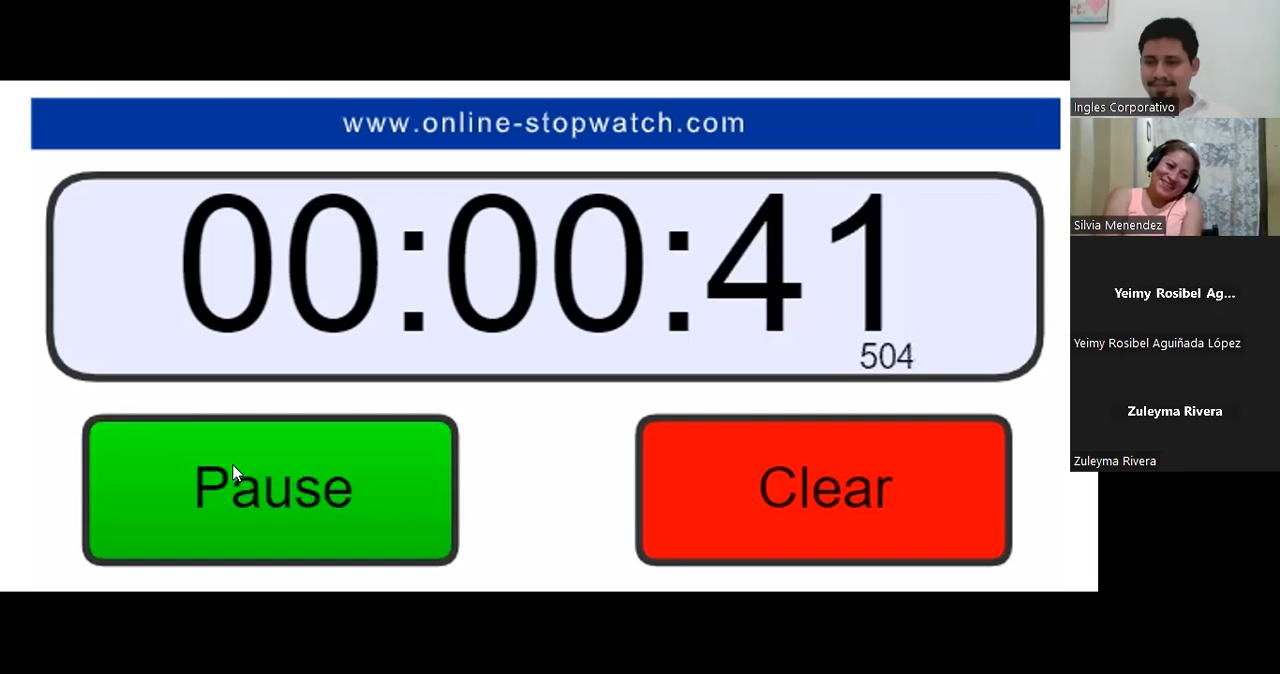 www.online-stopwatch.com
00:00:41
504
Pause
Clear
Ingles Corporativo
Silvia Menendez
Yeimy Rosibel Ag...
Yeimy Rosibel Aguiñada López
Zuleyma Rivera
Zuleyma Rivera